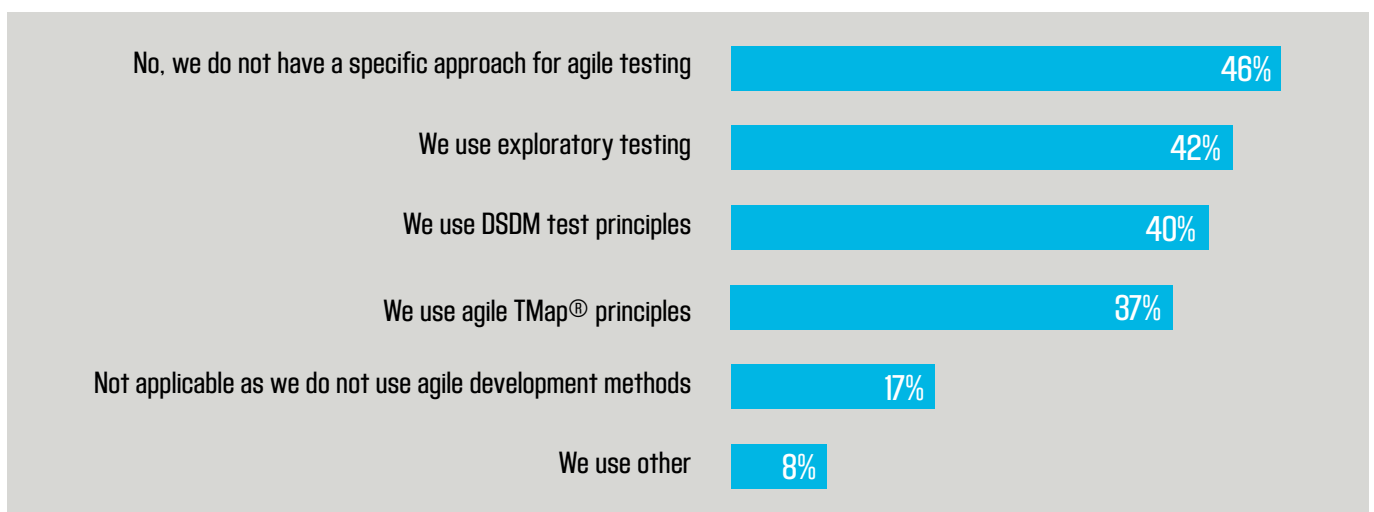 No, we do not have a specific approach for agile testing
46%
We use exploratory testing
42%
We use DSDM test principles
40%
We use agile TMap® principles
37%
Not applicable as we do not use agile development methods
17%
We use other
8%